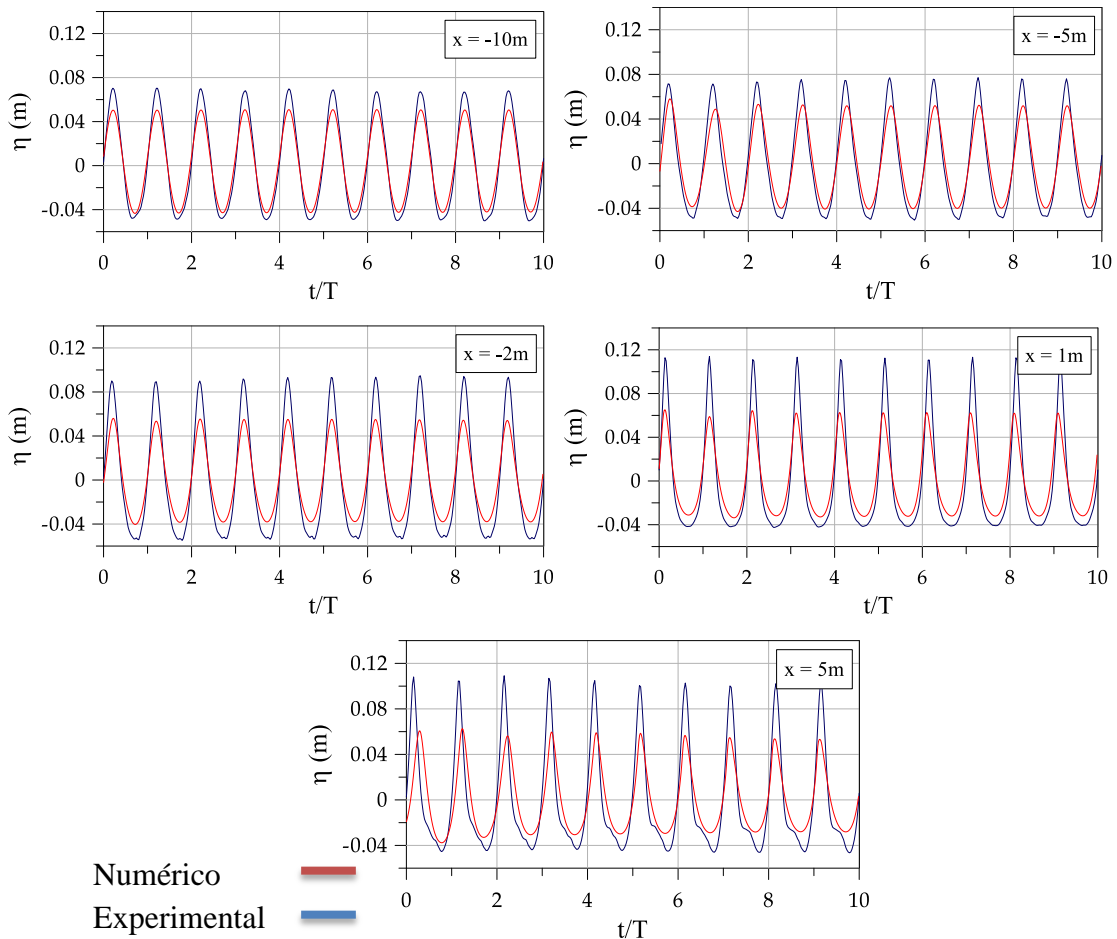 0.12
0.08
0.04
0
-0.04
η (m)
x = -10m
0 2 4 6 8 10
t/T
0.12
0.08
0.04
0
-0.04
η (m)
x = -5m
0 2 4 6 8 10
t/T
0.12
0.08
0.04
0
-0.04
η (m)
x = -2m
0 2 4 6 8 10
t/T
0.12
0.08
0.04
0
-0.04
η (m)
x = 1m
0 2 4 6 8 10
t/T
0.12
0.08
0.04
0
-0.04
η (m)
x = 5m
0 2 4 6 8 10
t/T
Numérico
Experimental